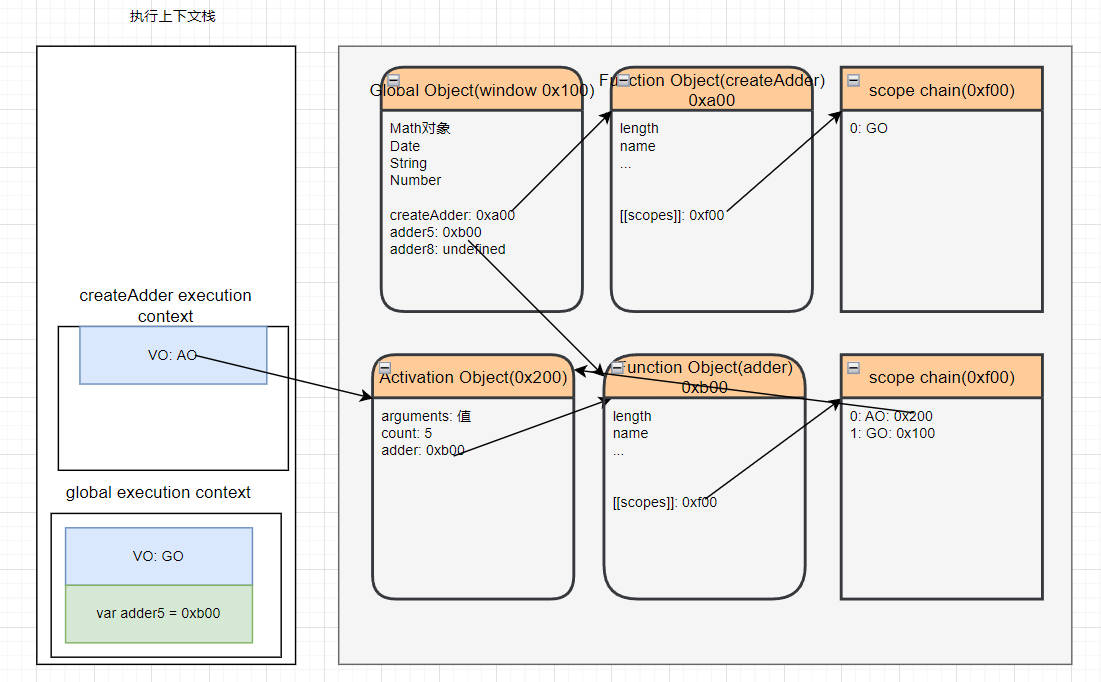 执行上下文栈
createAdder execution
context
VO: AO
global execution context
VO: GO
var adder5 = 0xb00
Global Object(window 0x100)
Math对象
Date
String
Number
createAdder: 0xa00
adder5: 0xb00
adder8: undefined
Function Object(createAdder)
0xa00
length
name
...
[[scopes]]: 0xf00
scope chain(0xf00)
0: GO
Activation Object(0x200)
arguments: 值
count: 5
adder: 0xb00
Function Object(adder)
0xb00
length
name
...
[[scopes]]: 0xf00
scope chain(0xf00)
0: AO: 0x200
1: GO: 0x100